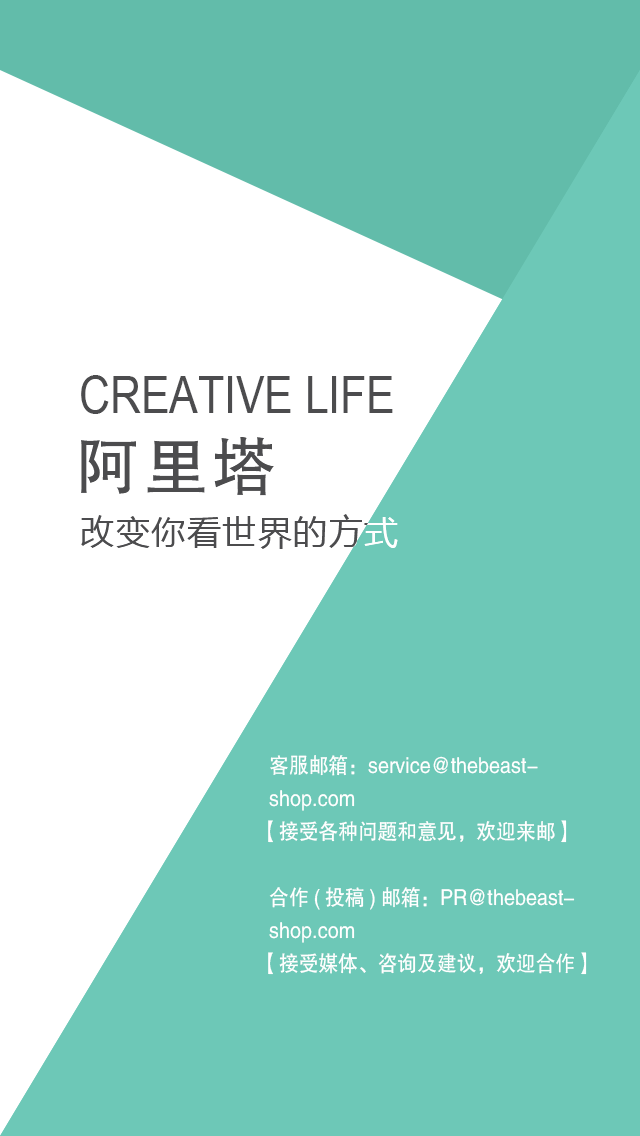 CREATIVE LIFE
阿里塔
改变你看世界的方式
客服邮箱：service@thebeast-
shop.com
【接受各种问题和意见，欢迎来邮】
合作(投稿)邮箱：PR@thebeast-
shop.com
【接受媒体、咨询及建议，欢迎合作】